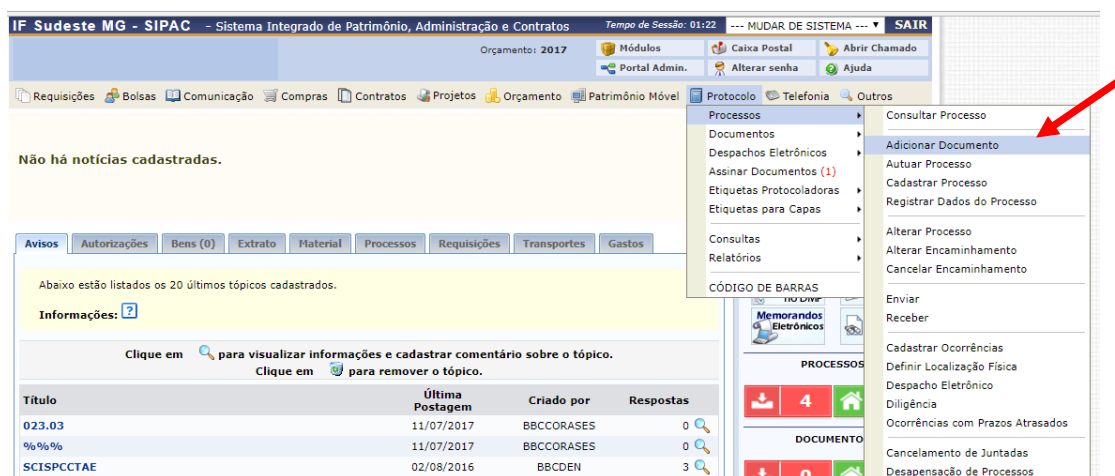 IF Sudeste MG - SIPAC - Sistema Integrado de Patrimônio, Administração e Contratos
Tempo de Sessão: 01:22
--- MUDAR DE SISTEMA ---
SAIR
Orçamento: 2017
Módulos
Caixa Postal
Abrir Chamado
Portal Admin.
Alterar senha
Ajuda
Requisições
Bolsas
Comunicação
Compras
Contratos
Projetos
Orçamento
Patrimônio Móvel
Protocolo
Telefonia
Outros
Processos
Documentos
Despachos Eletrônicos
Assinar Documentos (1)
Etiquetas Protocoladoras
Etiquetas para Capas
Consultas
Relatórios
CÓDIGO DE BARRAS
Consultar Processo
Adicionar Documento
Autuar Processo
Cadastrar Processo
Registrar Dados do Processo
Alterar Processo
Alterar Encaminhamento
Cancelar Encaminhamento
Enviar
Receber
Cadastrar Ocorrências
Definir Localização Física
Despacho Eletrônico
Diligência
Ocorrências com Prazos Atrasados
Cancelamento de Juntadas
Desapensação de Processos
Não há notícias cadastradas.
Avisos
Autorizações
Bens (0)
Extrato
Material
Processos
Requisições
Transportes
Gastos
Abaixo estão listados os 20 últimos tópicos cadastrados.
Informações: ?
Clique em para visualizar informações e cadastrar comentário sobre o tópico.
Clique em para remover o tópico.
Título
Última Postagem
Criado por
Respostas
023.03 11/07/2017 BBCCORASES 0
%%% 11/07/2017 BBCCORASES 0
SCISPCCTAE 02/08/2016 BBCDEN 3
Memorandos
Eletrônicos
PROCESSOS
4
DOCUMENTO
0